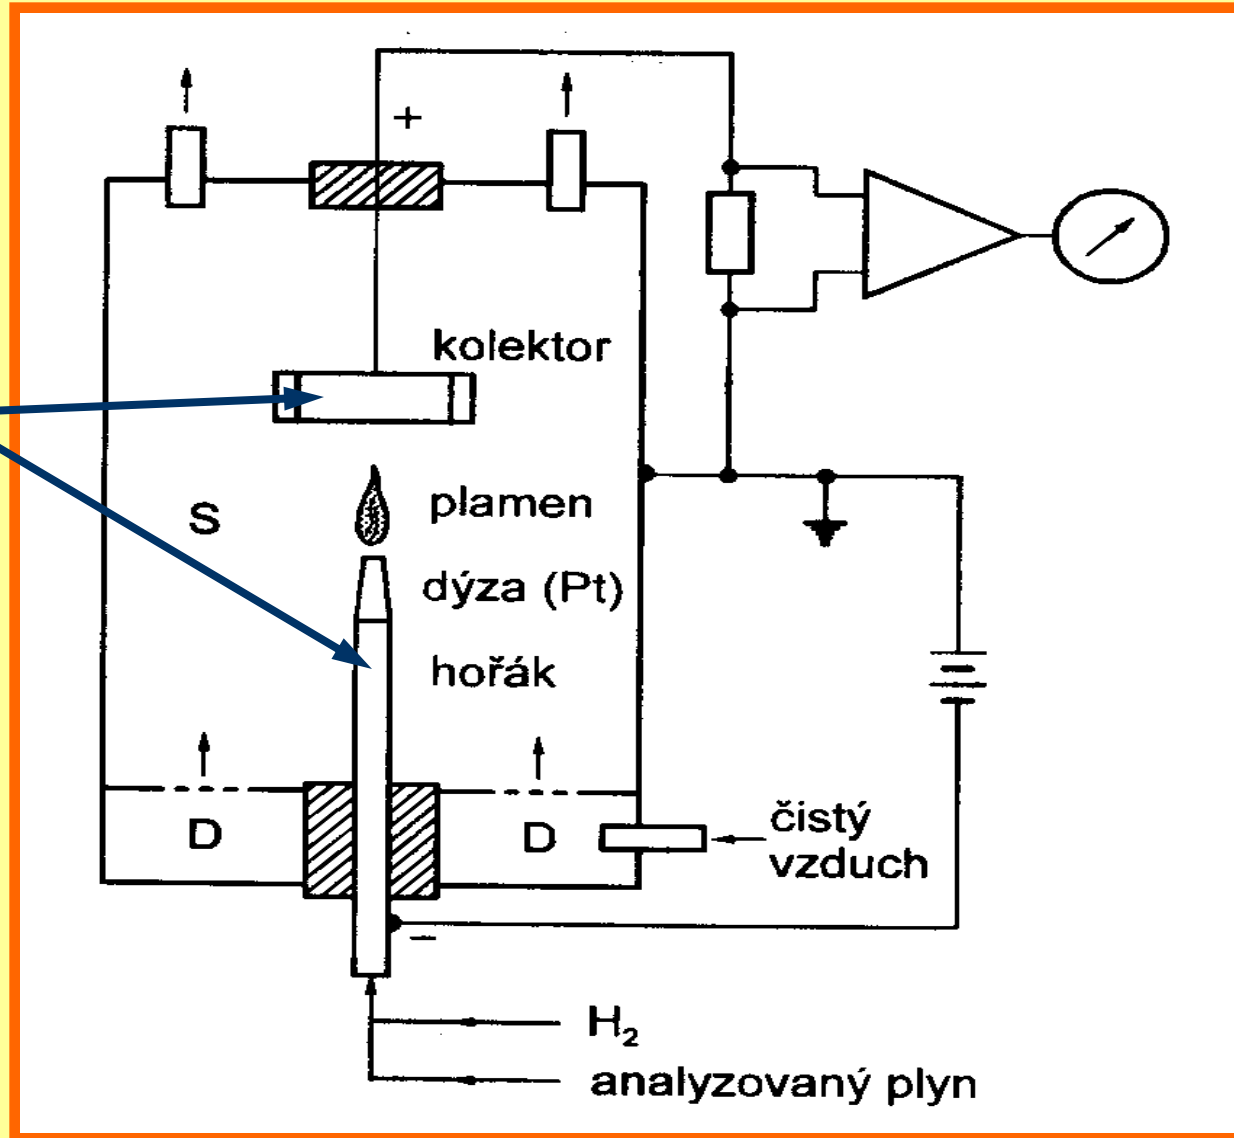 +
kolektor
plamen
S
dýza (Pt)
hořák
D
D
čistý
vzduch
−
H₂
analyzovaný plyn